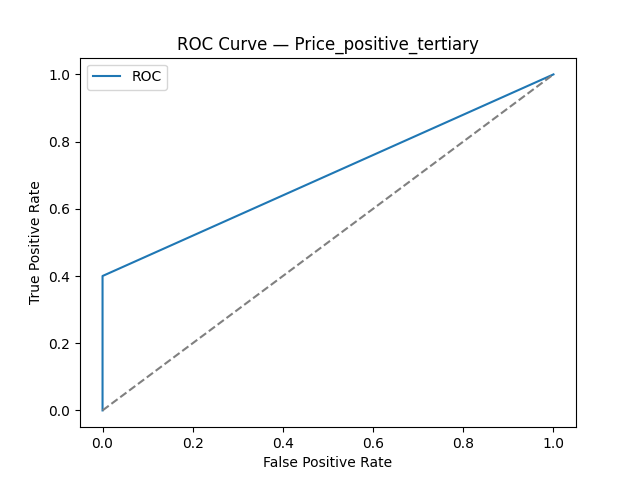 ROC Curve — Price_positive_tertiary
ROC
True Positive Rate
1.0
0.8
0.6
0.4
0.2
0.0
0.0 0.2 0.4 0.6 0.8 1.0
False Positive Rate